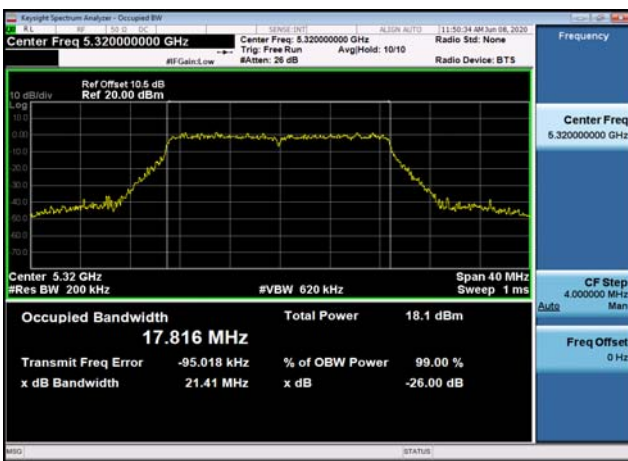 Keysight Spectrum Analyzer - Occupied BW
RL RF 50 Ω DC SENSE:INT ALIGN AUTO 11:50:34 AM Jun 08, 2020
Center Freq 5.320000000 GHz
Center Freq: 5.320000000 GHz
Radio Std: None
Trig: Free Run Avg|Hold: 10/10
#IFGain:Low #Atten: 26 dB
Radio Device: BTS
Ref Offset 10.5 dB
10 dB/div Ref 20.00 dBm
Log
10.0
0.00
Center 5.32 GHz Span 40 MHz
#Res BW 200 kHz #VBW 620 kHz Sweep 1 ms
Occupied Bandwidth Total Power 18.1 dBm
17.816 MHz
Transmit Freq Error -95.018 kHz % of OBW Power 99.00 %
x dB Bandwidth 21.41 MHz x dB -26.00 dB
MSG STATUS
Frequency
Center Freq
5.320000000 GHz
CF Step
4.000000 MHz
Auto Man
Freq Offset
0 Hz